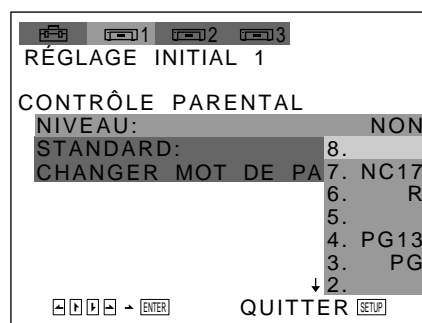 1 2 3
RÉGLAGE INITIAL 1
CONTRÔLE PARENTAL
NIVEAU: NON
STANDARD: 8.
CHANGER MOT DE PA 7. NC17
6. R
5.
4. PG13
3. PG
↓ 2.
ENTER QUITTER SETUP